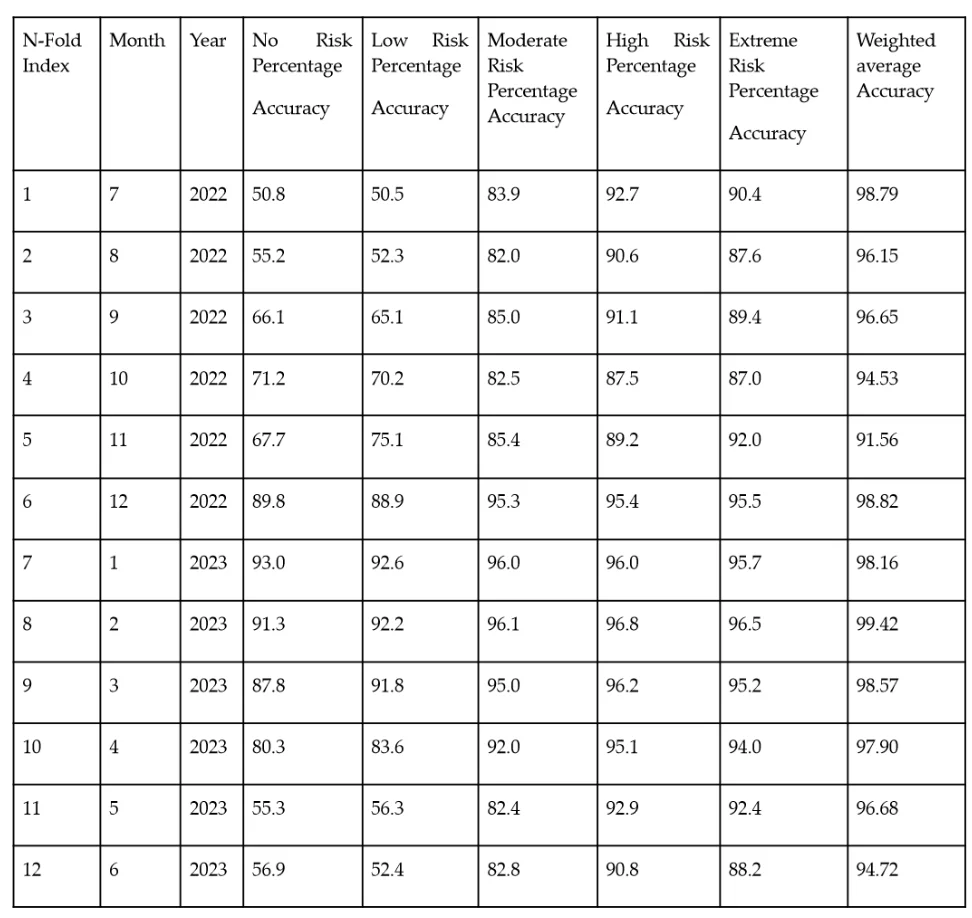 N-Fold Index | Month | Year | No Risk Percentage Accuracy | Low Risk Percentage Accuracy | Moderate Risk Percentage Accuracy | High Risk Percentage Accuracy | Extreme Risk Percentage Accuracy | Weighted average Accuracy
1 | 7 | 2022 | 50.8 | 50.5 | 83.9 | 92.7 | 90.4 | 98.79
2 | 8 | 2022 | 55.2 | 52.3 | 82.0 | 90.6 | 87.6 | 96.15
3 | 9 | 2022 | 66.1 | 65.1 | 85.0 | 91.1 | 89.4 | 96.65
4 | 10 | 2022 | 71.2 | 70.2 | 82.5 | 87.5 | 87.0 | 94.53
5 | 11 | 2022 | 67.7 | 75.1 | 85.4 | 89.2 | 92.0 | 91.56
6 | 12 | 2022 | 89.8 | 88.9 | 95.3 | 95.4 | 95.5 | 98.82
7 | 1 | 2023 | 93.0 | 92.6 | 96.0 | 96.0 | 95.7 | 98.16
8 | 2 | 2023 | 91.3 | 92.2 | 96.1 | 96.8 | 96.5 | 99.42
9 | 3 | 2023 | 87.8 | 91.8 | 95.0 | 96.2 | 95.2 | 98.57
10 | 4 | 2023 | 80.3 | 83.6 | 92.0 | 95.1 | 94.0 | 97.90
11 | 5 | 2023 | 55.3 | 56.3 | 82.4 | 92.9 | 92.4 | 96.68
12 | 6 | 2023 | 56.9 | 52.4 | 82.8 | 90.8 | 88.2 | 94.72